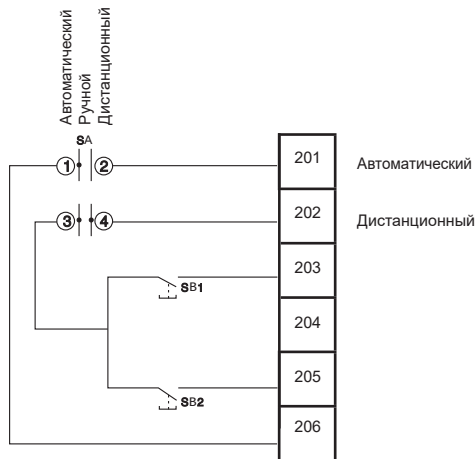 Автоматический
Ручной
Дистанционный
SA
1 2
201
Автоматический
3 4
202
Дистанционный
203
SB1
204
205
SB2
206